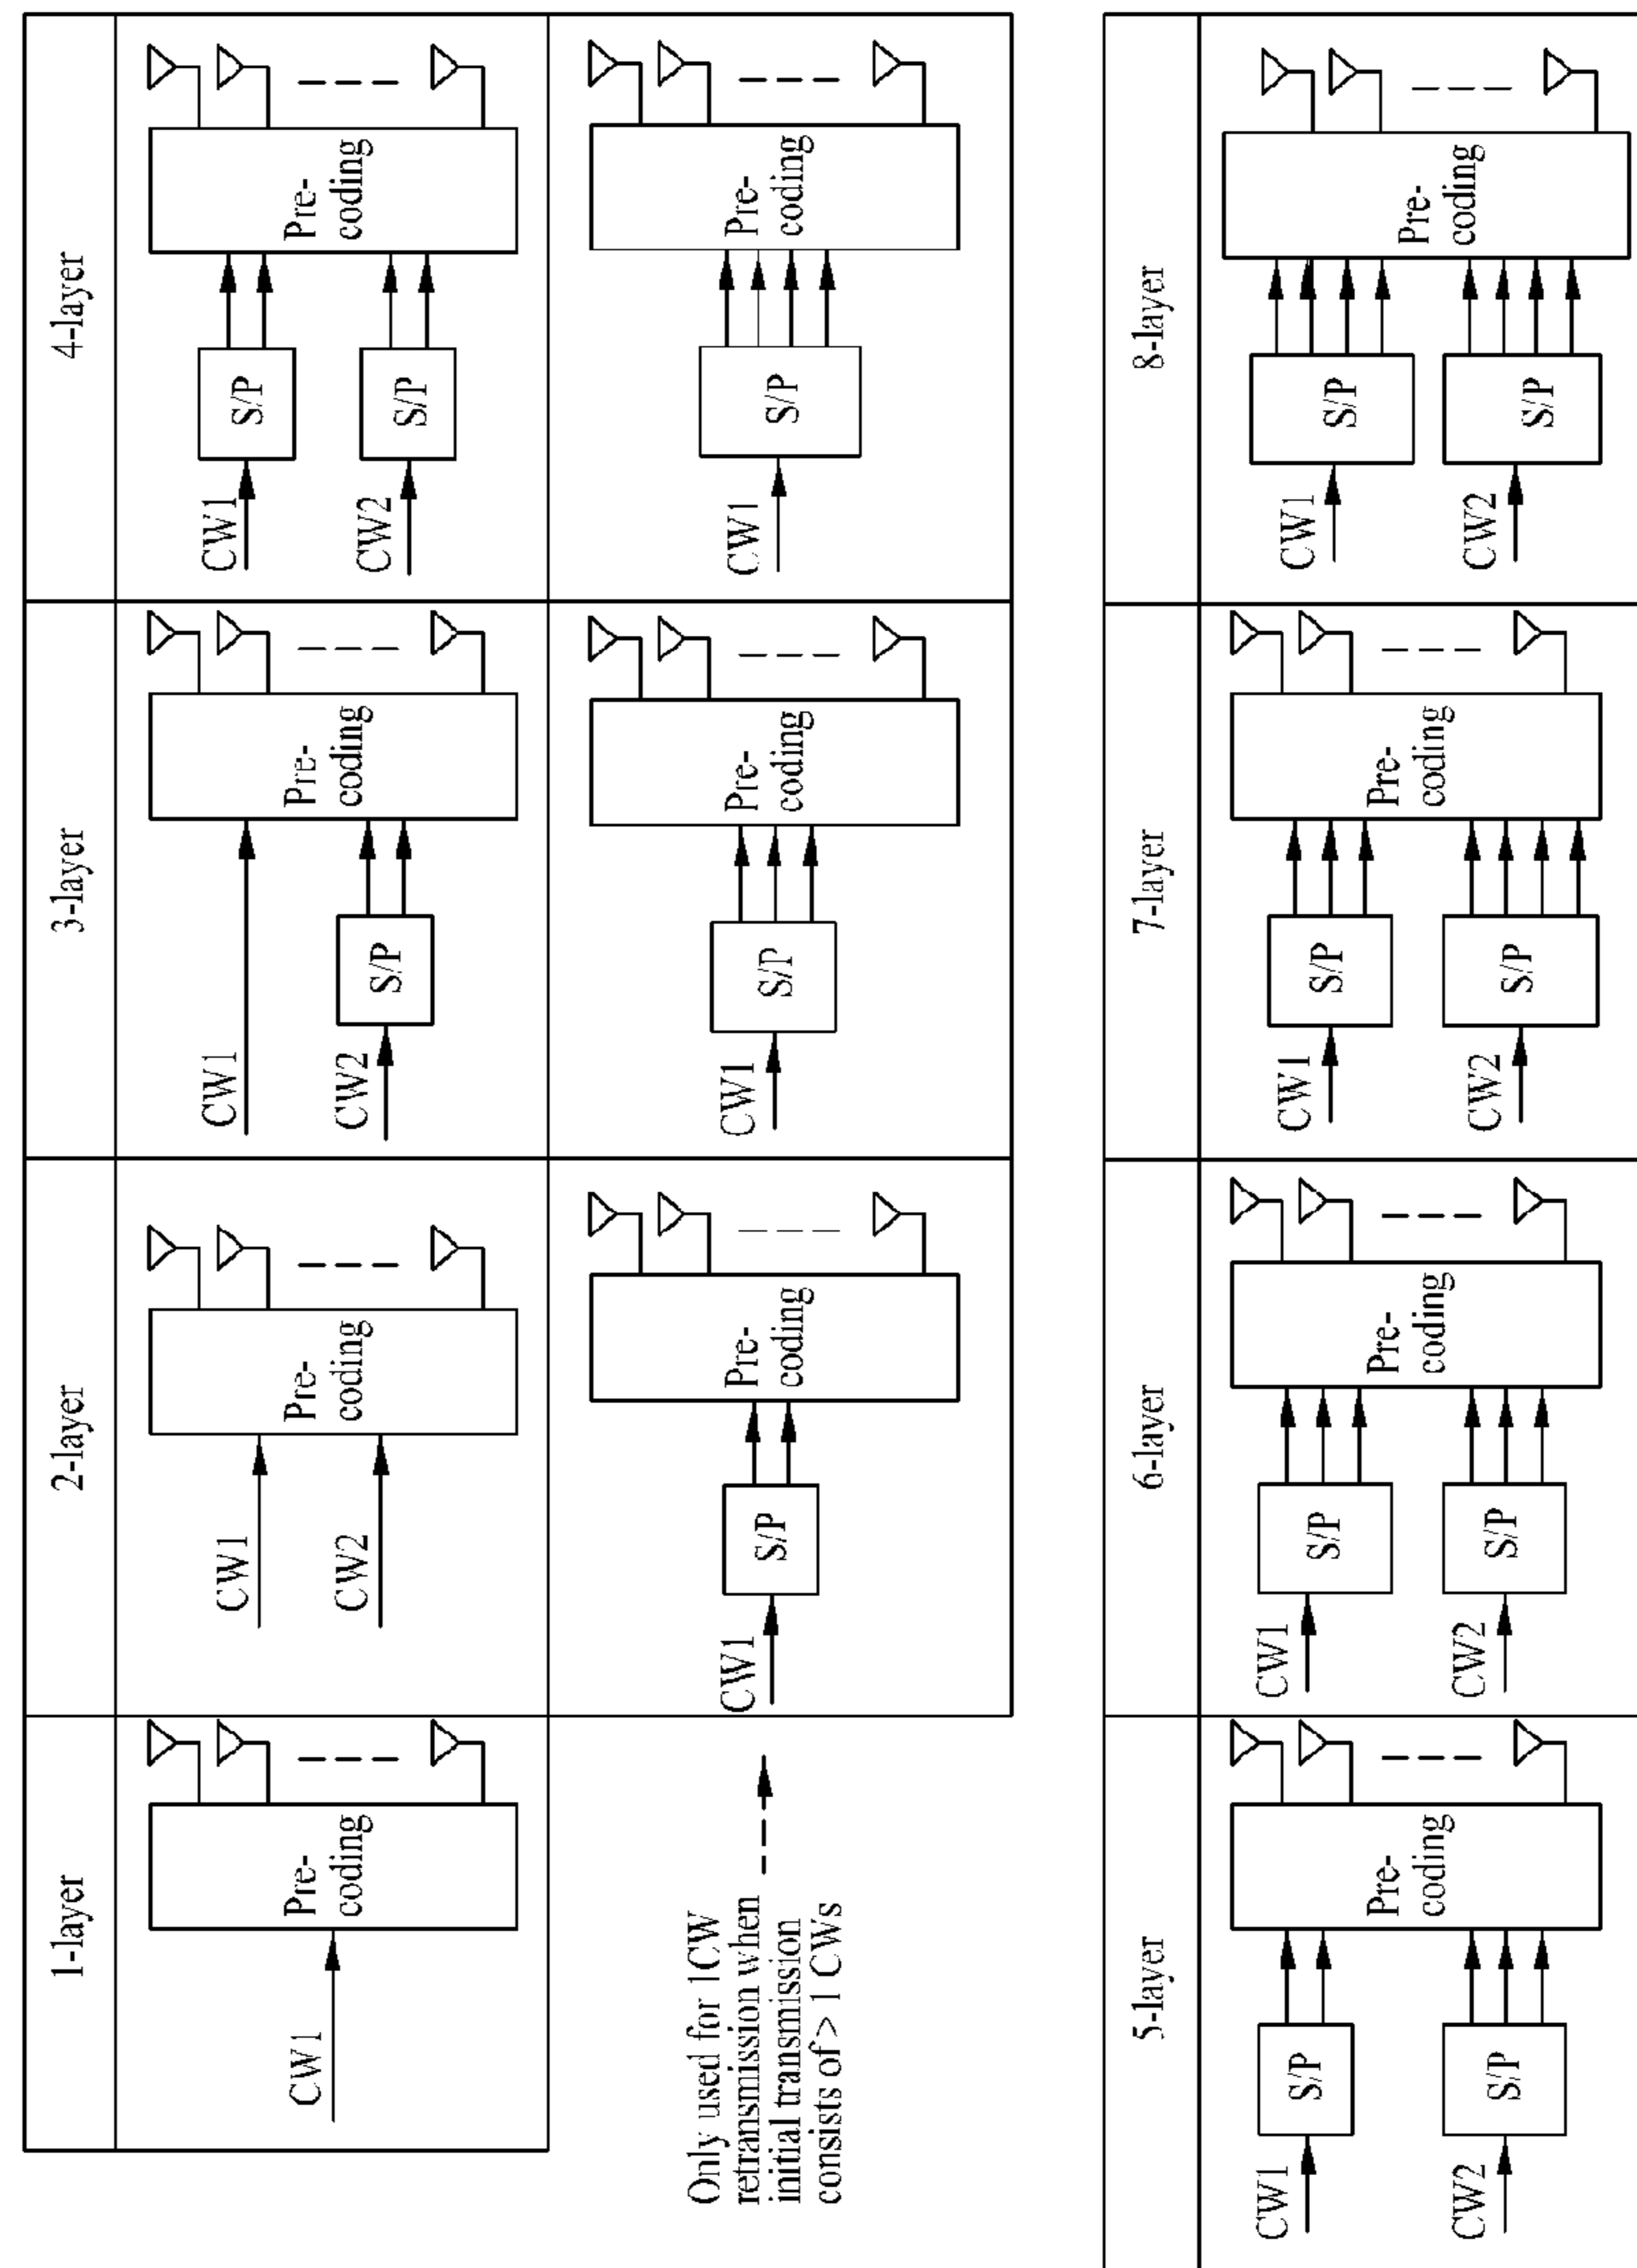 1-layer
2-layer
3-layer
4-layer
CW1
Pre-
coding
CW1
CW2
Pre-
coding
CW1
CW2
S/P
Pre-
coding
CW1
CW2
S/P
S/P
Pre-
coding
Only used for 1CW
retransmission when
initial transmission
consists of > 1 CWs
CW1
S/P
Pre-
coding
CW1
S/P
Pre-
coding
CW1
S/P
Pre-
coding
5-layer
6-layer
7-layer
8-layer
CW1
CW2
S/P
S/P
Pre-
coding
CW1
CW2
S/P
S/P
Pre-
coding
CW1
CW2
S/P
S/P
Pre-
coding
CW1
CW2
S/P
S/P
Pre-
coding